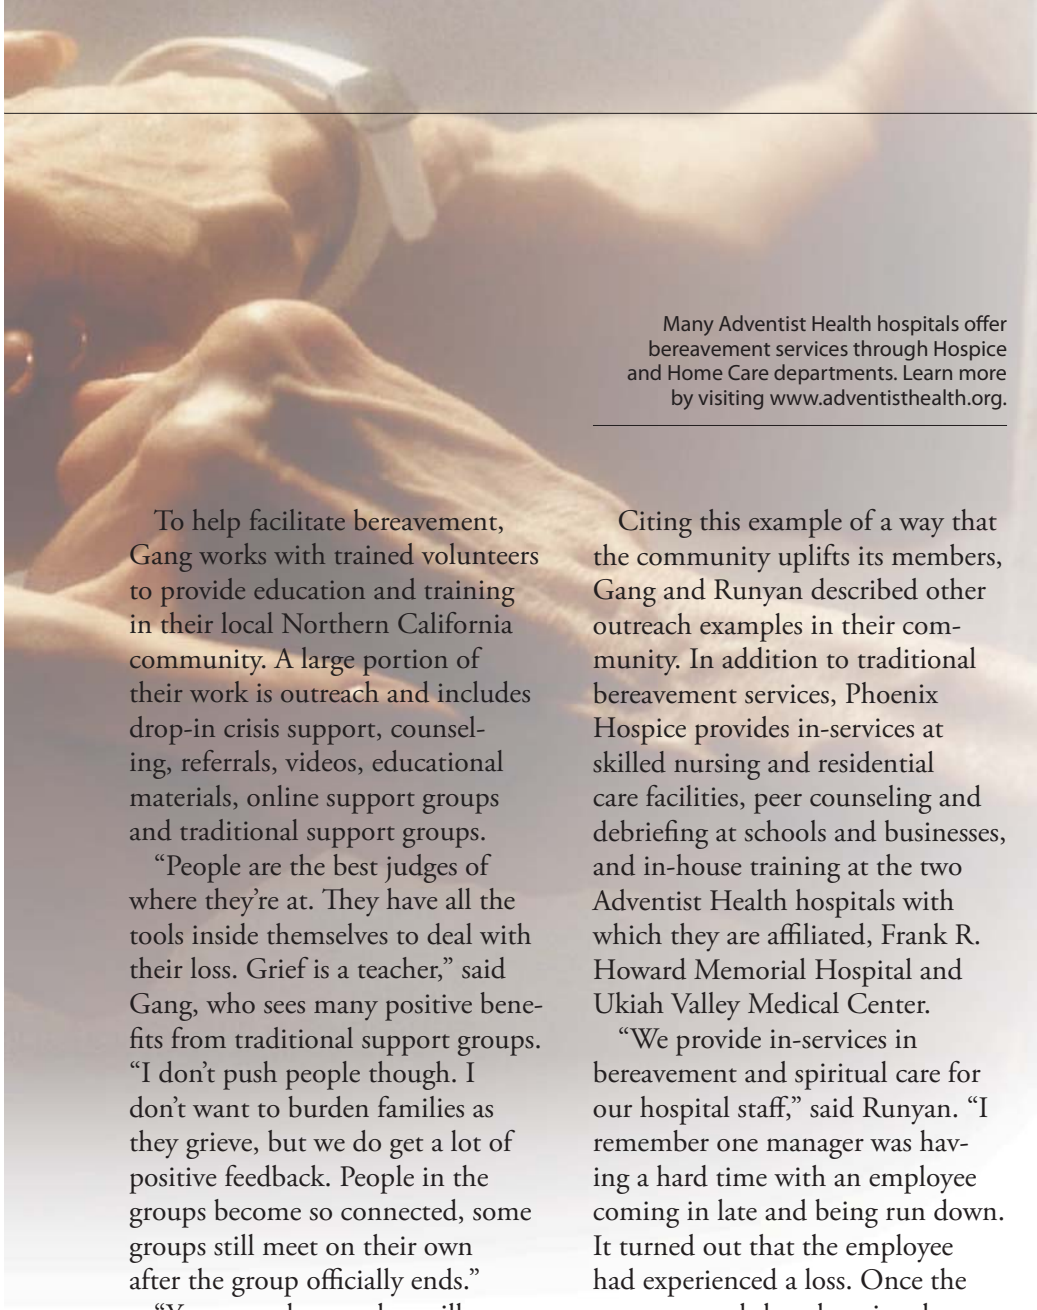 Many Adventist Health hospitals offer
bereavement services through Hospice
and Home Care departments. Learn more
by visiting www.adventisthealth.org.
To help facilitate bereavement,
Gang works with trained volunteers
to provide education and training
in their local Northern California
community. A large portion of
their work is outreach and includes
drop-in crisis support, counsel-
ing, referrals, videos, educational
materials, online support groups
and traditional support groups.
“People are the best judges of
where they’re at. They have all the
tools inside themselves to deal with
their loss. Grief is a teacher,” said
Gang, who sees many positive bene-
fits from traditional support groups.
“I don’t push people though. I
don’t want to burden families as
they grieve, but we do get a lot of
positive feedback. People in the
groups become so connected, some
groups still meet on their own
after the group officially ends.”
Citing this example of a way that
the community uplifts its members,
Gang and Runyan described other
outreach examples in their com-
munity. In addition to traditional
bereavement services, Phoenix
Hospice provides in-services at
skilled nursing and residential
care facilities, peer counseling and
debriefing at schools and businesses,
and in-house training at the two
Adventist Health hospitals with
which they are affiliated, Frank R.
Howard Memorial Hospital and
Ukiah Valley Medical Center.
“We provide in-services in
bereavement and spiritual care for
our hospital staff,” said Runyan. “I
remember one manager was hav-
ing a hard time with an employee
coming in late and being run down.
It turned out that the employee
had experienced a loss. Once the